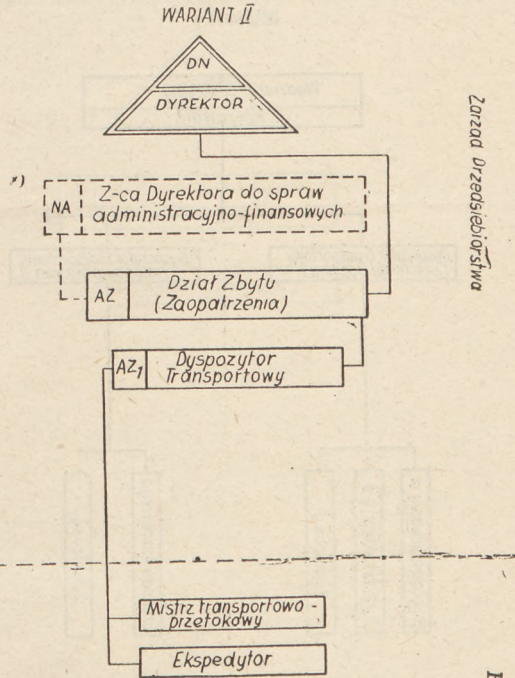 WARIANT II
DN
DYREKTOR
Zarząd Przedsiębiorstwa
*)
NA
Z-ca Dyrektora do spraw
administracyjno-finansowych
AZ
Dział Zbytu
(Zaopatrzenia)
AZ1
Dyspozytor
Transportowy
Mistrz transportowo-
przetokowy
Ekspedytor